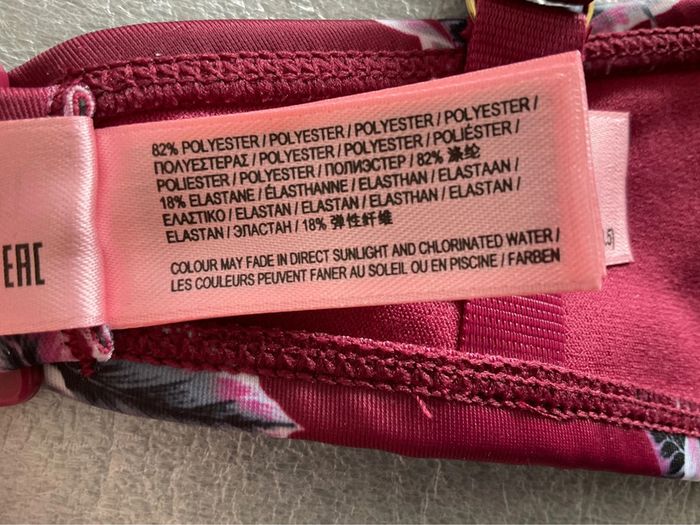 82% POLYESTER / POLYESTER / POLYESTER / POLYESTER /
ΠΟΛΥΕΣΤΕΡΑΣ / POLYESTER / POLYESTER / POLIÉSTER /
POLIESTER / POLYESTER / ПОЛИЭСТЕР / 82% 涤纶
18% ELASTANE / ÉLASTHANNE / ELASTHAN / ELASTAAN /
ΕΛΑΣΤΙΚΟ / ELASTAN / ELASTAN / ELASTANO / ELASTAN /
ELASTAN / ЭЛАСТАН / 18% 弹性纤维
COLOUR MAY FADE IN DIRECT SUNLIGHT AND CHLORINATED WATER /
LES COULEURS PEUVENT FANER AU SOLEIL OU EN PISCINE / FARBEN
EAC